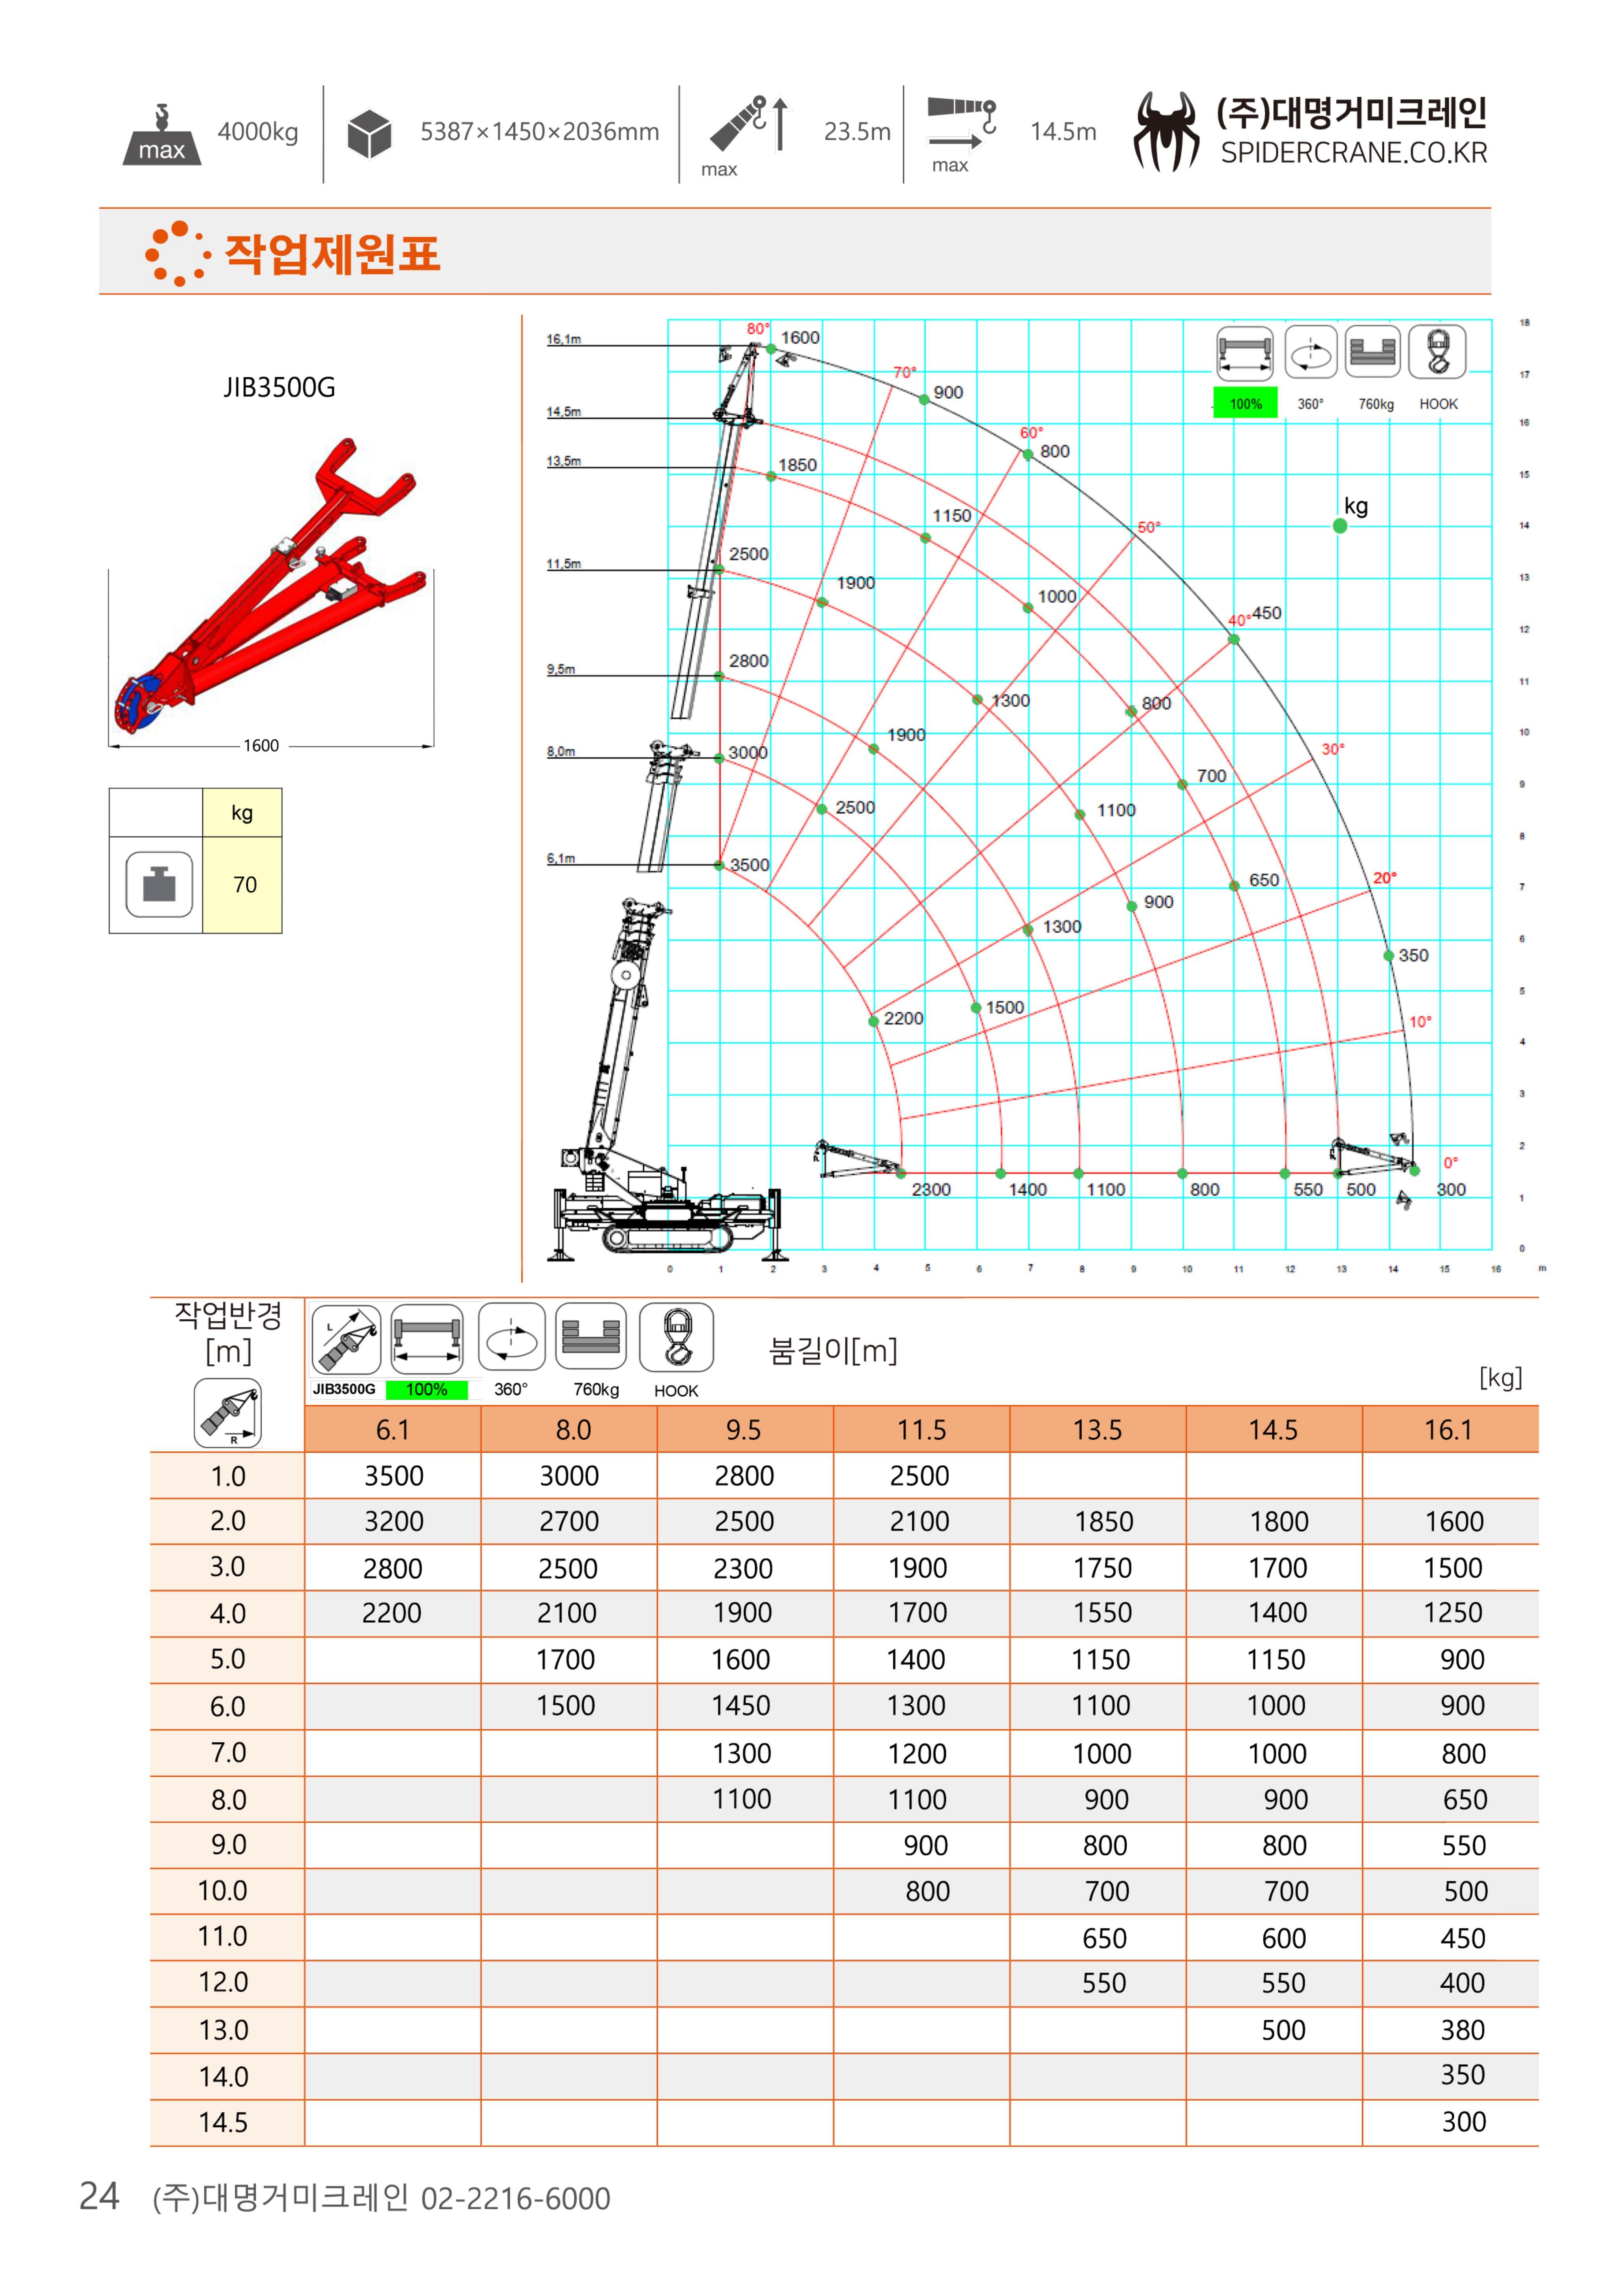 max 4000kg 5387×1450×2036mm max 23.5m max 14.5m (주)대명거미크레인
SPIDERCRANE.CO.KR
작업제원표
JIB3500G
1600
kg
70
16,1m
14,5m
13,5m
11,5m
9,5m
8,0m
6,1m
80° 1600
70° 900
60° 800
50°
40° 450
30°
20°
350
10°
0°
1850
1150
1000
800
700
650
2500
1900
1300
1100
900
2800
1900
1300
3000
2500
1500
3500
2200
2300 1400 1100 800 550 500 300
100% 360° 760kg HOOK
kg
18
17
16
15
14
13
12
11
10
9
8
7
6
5
4
3
2
1
0
0 1 2 3 4 5 6 7 8 9 10 11 12 13 14 15 16 m
작업반경
[m]
R
L
JIB3500G 100% 360° 760kg HOOK
붐길이[m]
[kg]
6.1 8.0 9.5 11.5 13.5 14.5 16.1
1.0 3500 3000 2800 2500
2.0 3200 2700 2500 2100 1850 1800 1600
3.0 2800 2500 2300 1900 1750 1700 1500
4.0 2200 2100 1900 1700 1550 1400 1250
5.0 1700 1600 1400 1150 1150 900
6.0 1500 1450 1300 1100 1000 900
7.0 1300 1200 1000 1000 800
8.0 1100 1100 900 900 650
9.0 900 800 800 550
10.0 800 700 700 500
11.0 650 600 450
12.0 550 550 400
13.0 500 380
14.0 350
14.5 300
24 (주)대명거미크레인 02-2216-6000